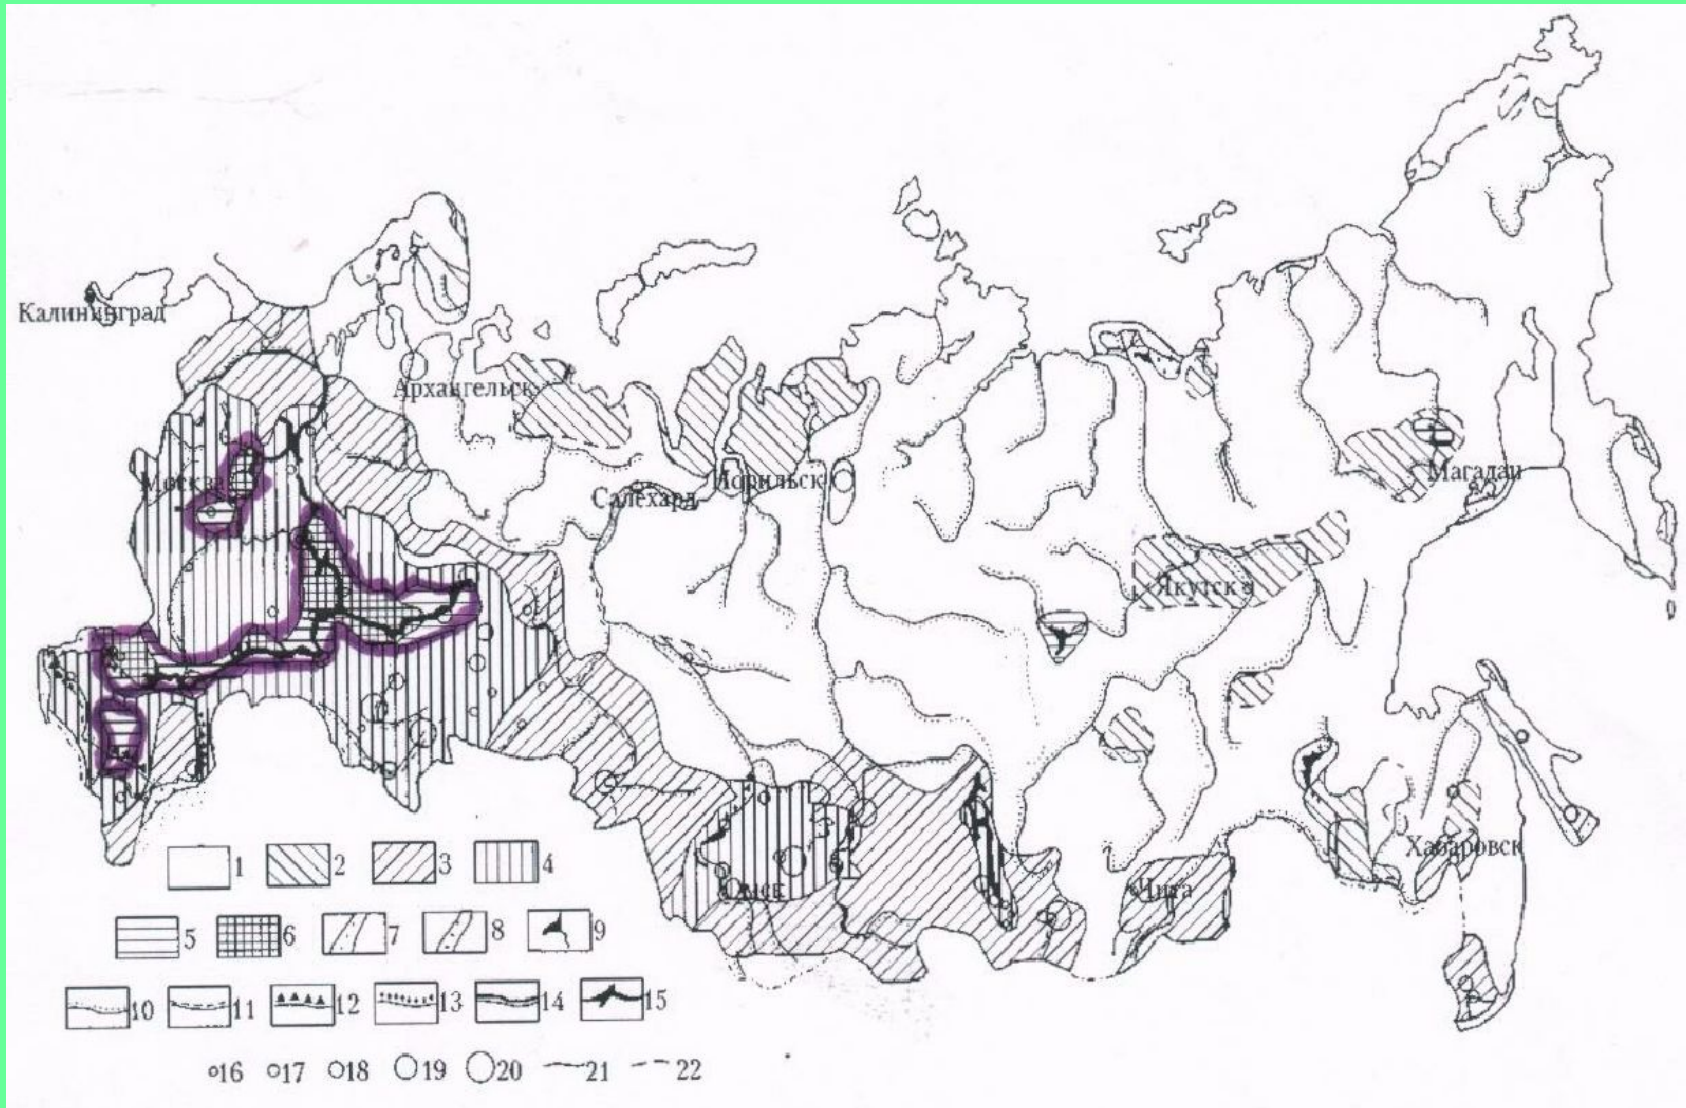 Калининград
Архангельск
Москва
Салехард
Норильск
Магадан
Якутск
Омск
Чита
Хабаровск
1 2 3 4
5 6 7 8 9
10 11 12 13 14 15
16 17 18 19 20 21 22